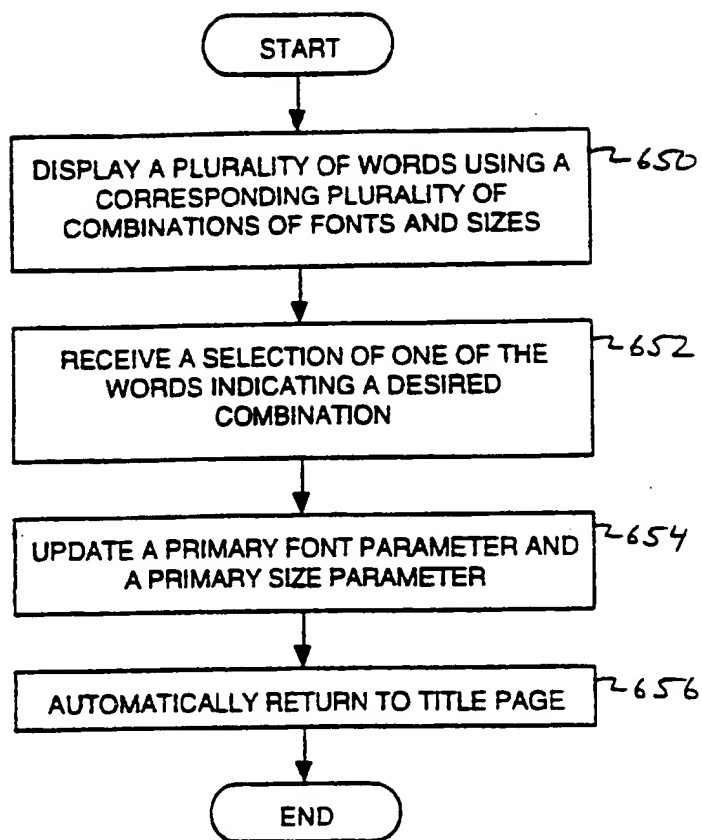 START
DISPLAY A PLURALITY OF WORDS USING A
CORRESPONDING PLURALITY OF
COMBINATIONS OF FONTS AND SIZES
650
RECEIVE A SELECTION OF ONE OF THE
WORDS INDICATING A DESIRED
COMBINATION
652
UPDATE A PRIMARY FONT PARAMETER AND
A PRIMARY SIZE PARAMETER
654
AUTOMATICALLY RETURN TO TITLE PAGE
656
END